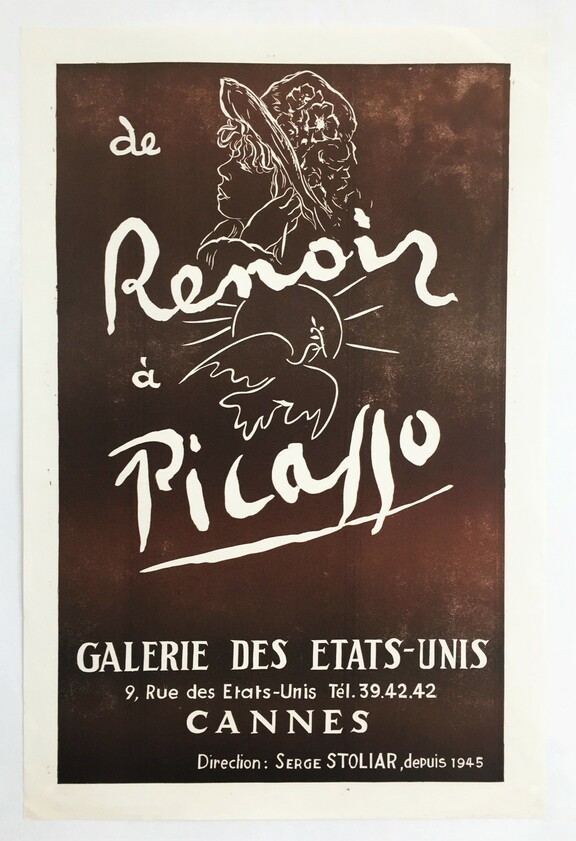 de
Renoir
à
Picasso
GALERIE DES ETATS-UNIS
9, Rue des Etats-Unis Tél. 39.42.42
CANNES
Direction: SERGE STOLIAR, depuis 1945